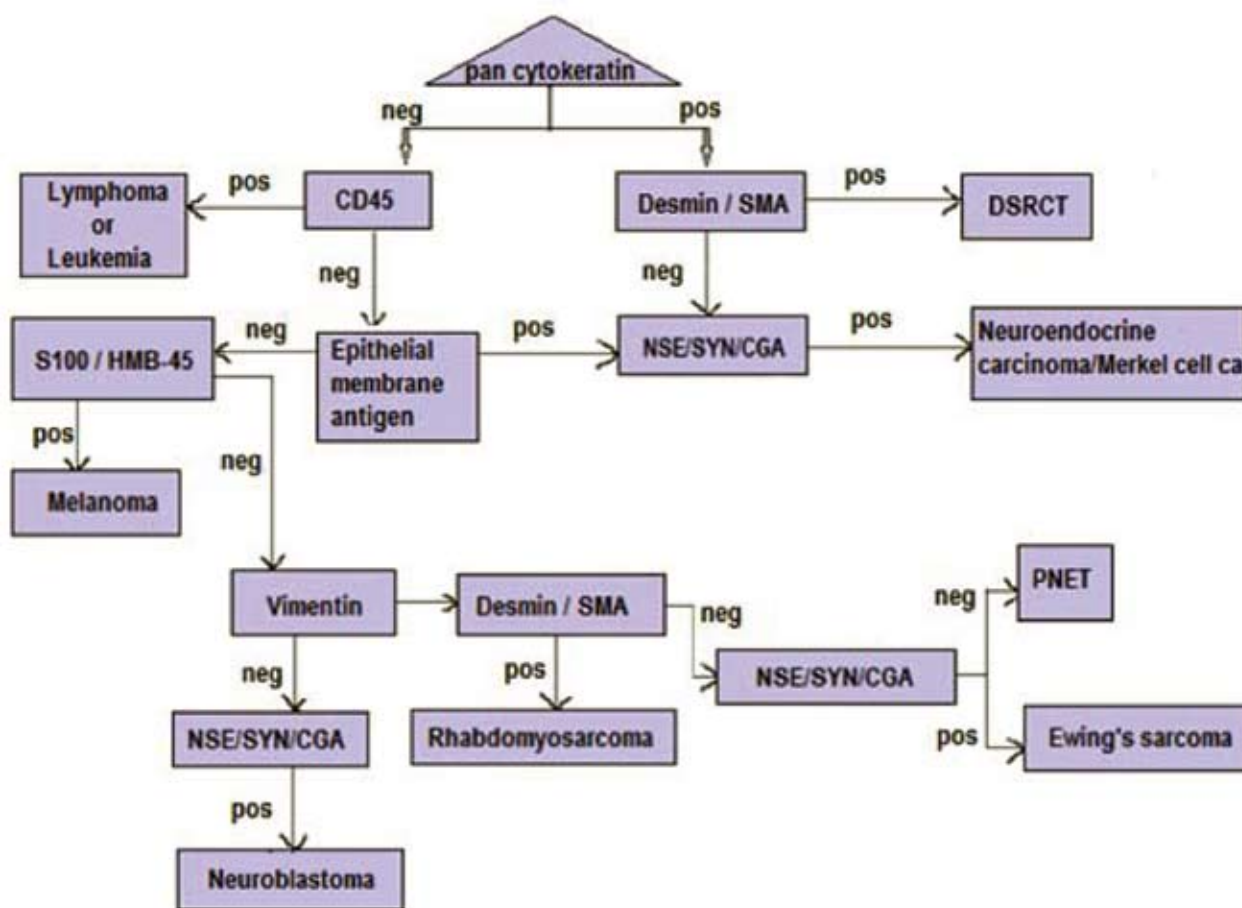 pan cytokeratin
neg
pos
Lymphoma
or
Leukemia
pos
CD45
Desmin / SMA
pos
DSRCT
neg
neg
S100 / HMB-45
neg
Epithelial
membrane
antigen
pos
NSE/SYN/CGA
pos
Neuroendocrine
carcinoma/Merkel cell ca
pos
neg
Melanoma
Vimentin
Desmin / SMA
neg
neg
PNET
neg
pos
NSE/SYN/CGA
NSE/SYN/CGA
Rhabdomyosarcoma
pos
Ewing's sarcoma
pos
Neuroblastoma